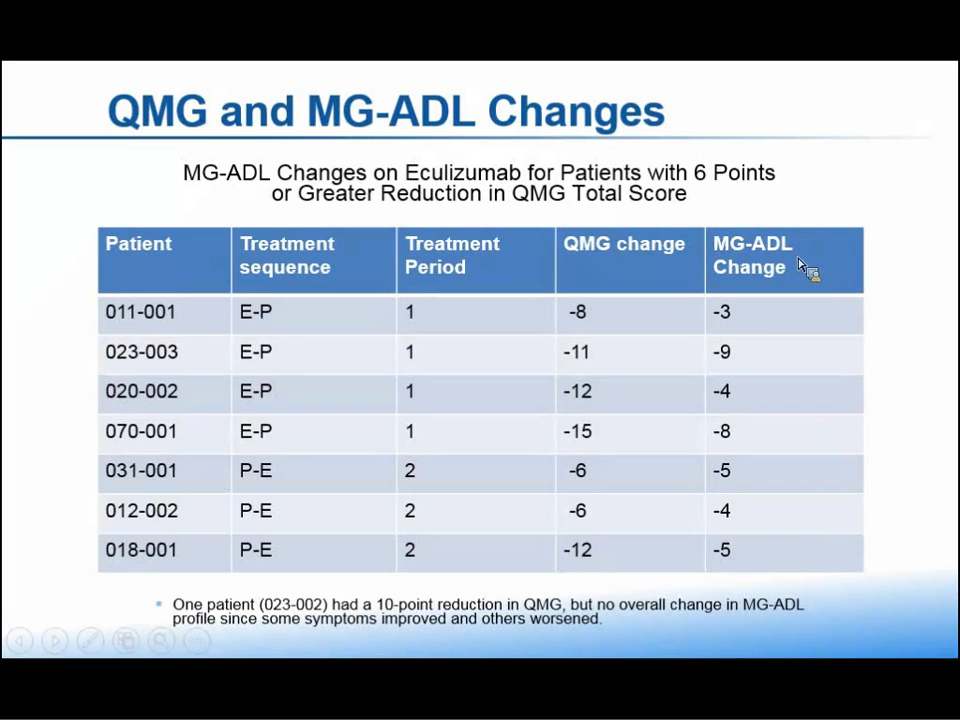 QMG and MG-ADL Changes
MG-ADL Changes on Eculizumab for Patients with 6 Points
or Greater Reduction in QMG Total Score
Patient Treatment sequence Treatment Period QMG change MG-ADL Change
011-001 E-P 1 -8 -3
023-003 E-P 1 -11 -9
020-002 E-P 1 -12 -4
070-001 E-P 1 -15 -8
031-001 P-E 2 -6 -5
012-002 P-E 2 -6 -4
018-001 P-E 2 -12 -5
One patient (023-002) had a 10-point reduction in QMG, but no overall change in MG-ADL
profile since some symptoms improved and others worsened.